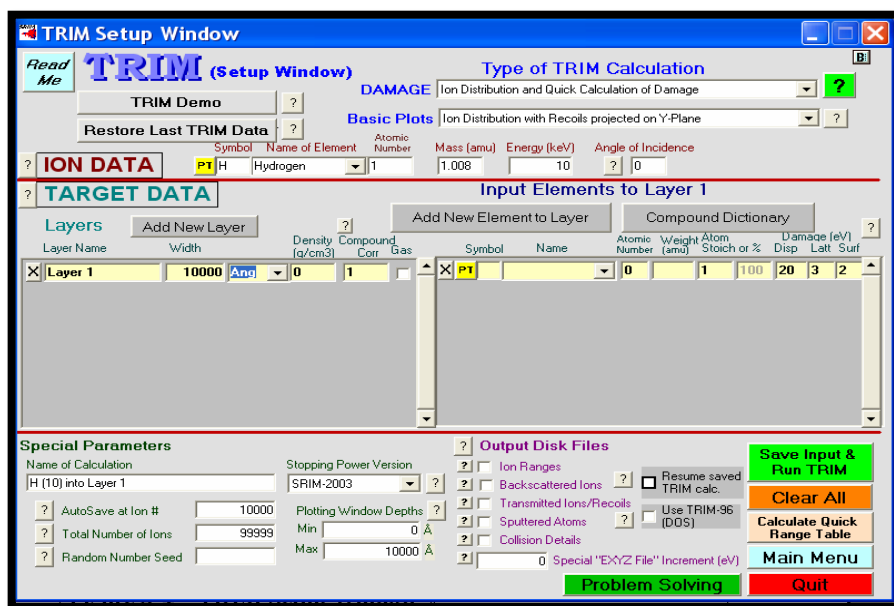 TRIM Setup Window
Read Me
TRIM (Setup Window)
Type of TRIM Calculation
B
TRIM Demo ?
DAMAGE Ion Distribution and Quick Calculation of Damage ?
Restore Last TRIM Data ?
Basic Plots Ion Distribution with Recoils projected on Y-Plane ?
Symbol Name of Element Atomic Number Mass (amu) Energy (keV) Angle of Incidence
? ION DATA PT H Hydrogen 1 1.008 10 ? 0
? TARGET DATA
Input Elements to Layer 1
Layers Add New Layer ?
Add New Element to Layer Compound Dictionary ?
Layer Name Width Density (g/cm3) Compound Corr Gas
Symbol Name Atomic Number Weight (amu) Atom Stoich or % Damage (eV) Disp Latt Surf
X Layer 1 10000 Ang 0 1
X PT 0 1 100 20 3 2
Special Parameters
Name of Calculation
H (10) into Layer 1
Stopping Power Version
SRIM-2003 ?
? AutoSave at Ion # 10000
? Total Number of Ions 99999
? Random Number Seed
Plotting Window Depths ?
Min 0 Å
Max 10000 Å
? Output Disk Files
? Ion Ranges
? Backscattered Ions
? Transmitted Ions/Recoils
? Sputtered Atoms
? Collision Details
? 0 Special "EXYZ File" Increment (eV)
? Resume saved TRIM calc.
? Use TRIM-96 (DOS)
Save Input & Run TRIM
Clear All
Calculate Quick Range Table
Main Menu
Problem Solving
Quit